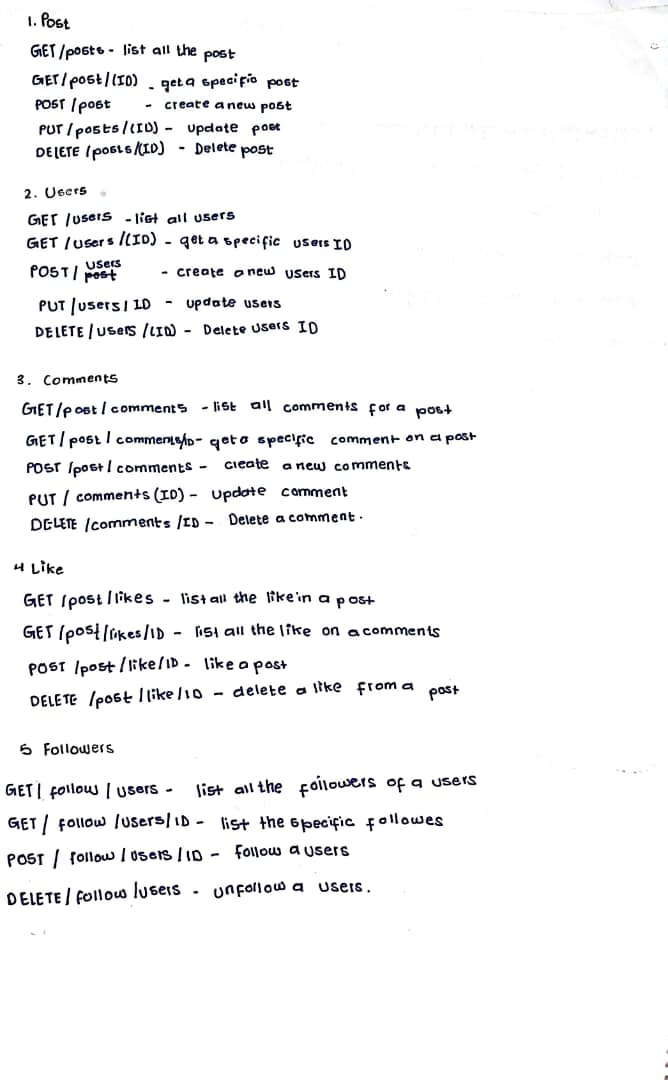 1. Post
GET /posts - list all the post
GET / post / (ID) - get a specific post
POST / post - create a new post
PUT / posts / (ID) - update post
DELETE / posts / (ID) - Delete post
2. Users
GET /users - list all users
GET / users / (ID) - get a specific users ID
POST / post users - create a new users ID
PUT / users / ID - update users
DELETE / users / (ID) - Delete users ID
3. Comments
GET / post / comments - list all comments for a post
GET / post / comments/ID - get a specific comment on a post
POST /post / comments - create a new comments
PUT / comments (ID) - update comment
DELETE /comments /ID - Delete a comment.
4 Like
GET /post / likes - list all the like in a post
GET /post / likes / ID - list all the like on a comments
POST /post / like / ID - like a post
DELETE /post / like / ID - delete a like from a post
5 Followers
GET / follow / users - list all the followers of a users
GET / follow /users / ID - list the specific followes
POST / follow / users / ID - follow a users
DELETE / follow /users - unfollow a users.